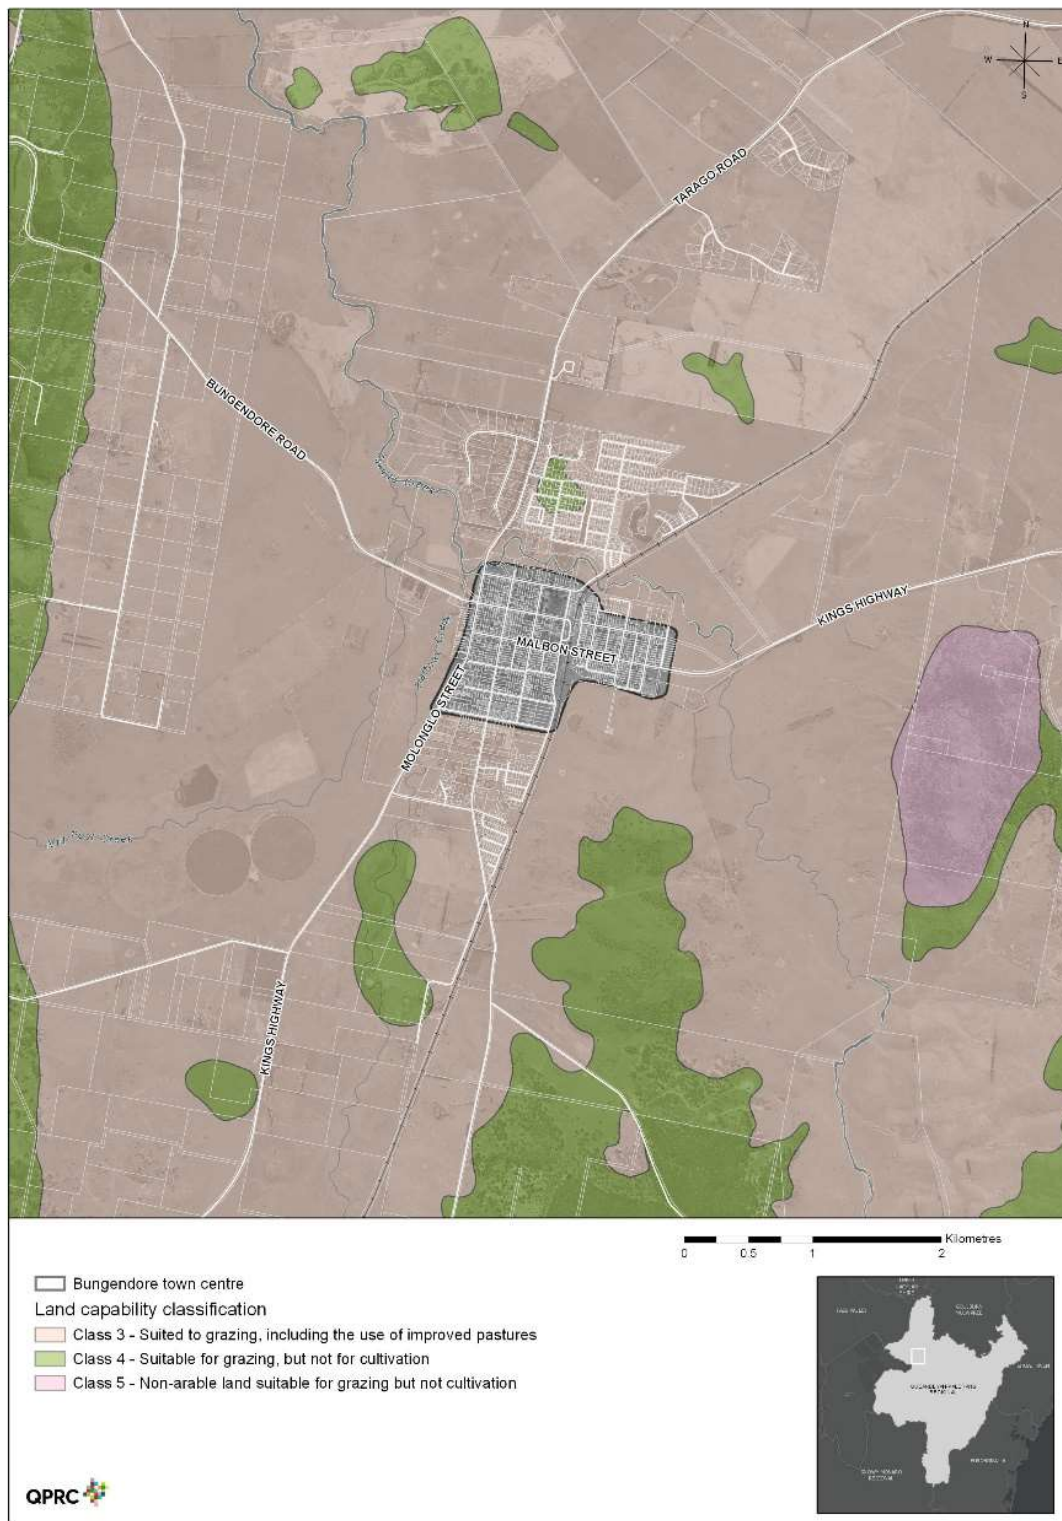 N
W
E
S
TARAGO ROAD
BUNGENDORE ROAD
KINGS HIGHWAY
MALBON STREET
MOLONGLO STREET
KINGS HIGHWAY
Kilometres
0 0.5 1 2
Bungendore town centre
Land capability classification
Class 3 - Suited to grazing, including the use of improved pastures
Class 4 - Suitable for grazing, but not for cultivation
Class 5 - Non-arable land suitable for grazing but not cultivation
QPRC